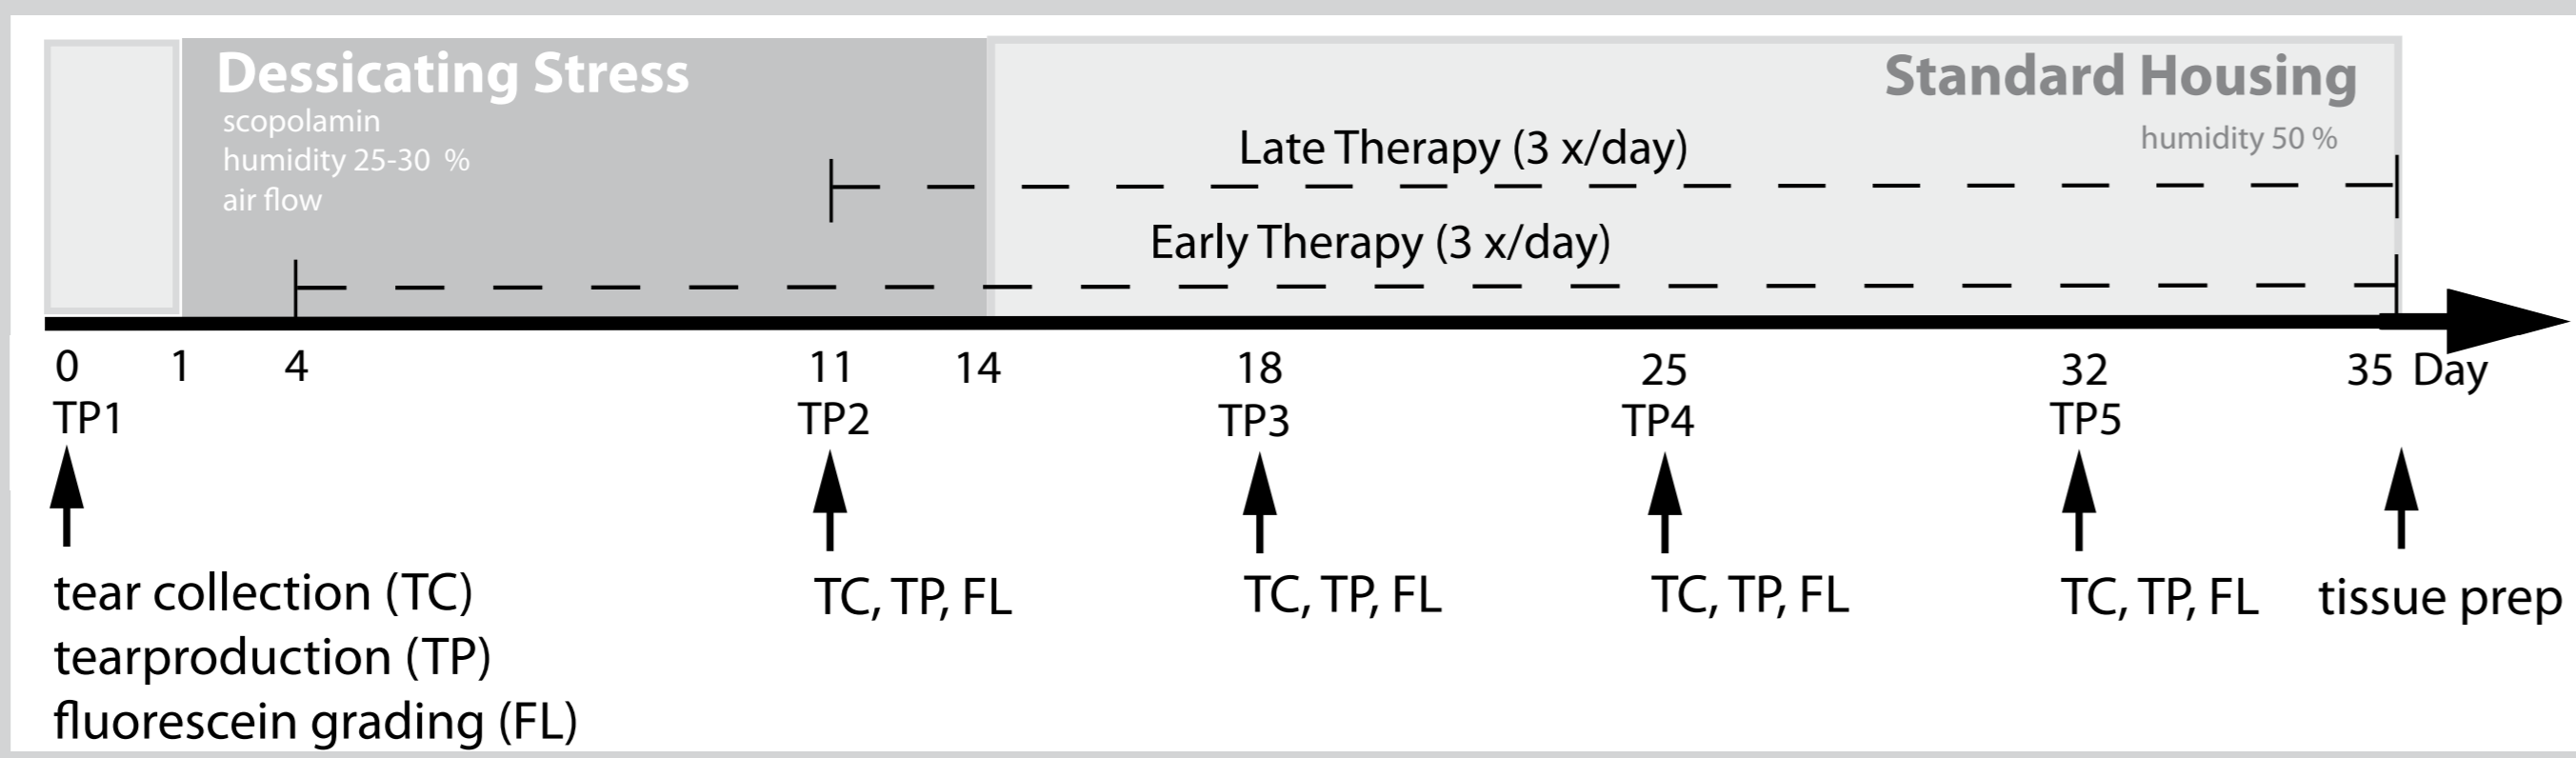 Dessicating Stress
scopolamin
humidity 25-30 %
air flow
Standard Housing
humidity 50 %
Late Therapy (3 x/day)
Early Therapy (3 x/day)
0 1 4 11 14 18 25 32 35 Day
TP1 TP2 TP3 TP4 TP5
tear collection (TC)
tearproduction (TP)
fluorescein grading (FL)
TC, TP, FL
TC, TP, FL
TC, TP, FL
TC, TP, FL
tissue prep